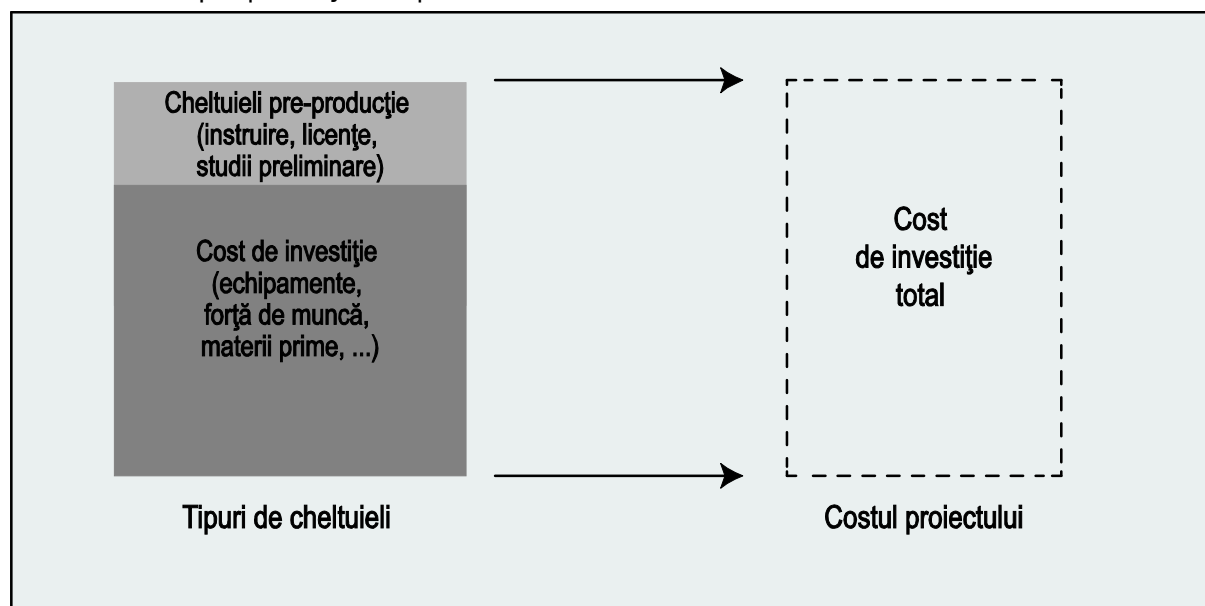 Cheltuieli pre-producţie
(instruire, licenţe,
studii preliminare)
Cost de investiţie
(echipamente,
forţă de muncă,
materii prime, ...)
Tipuri de cheltuieli
Cost
de investiţie
total
Costul proiectului